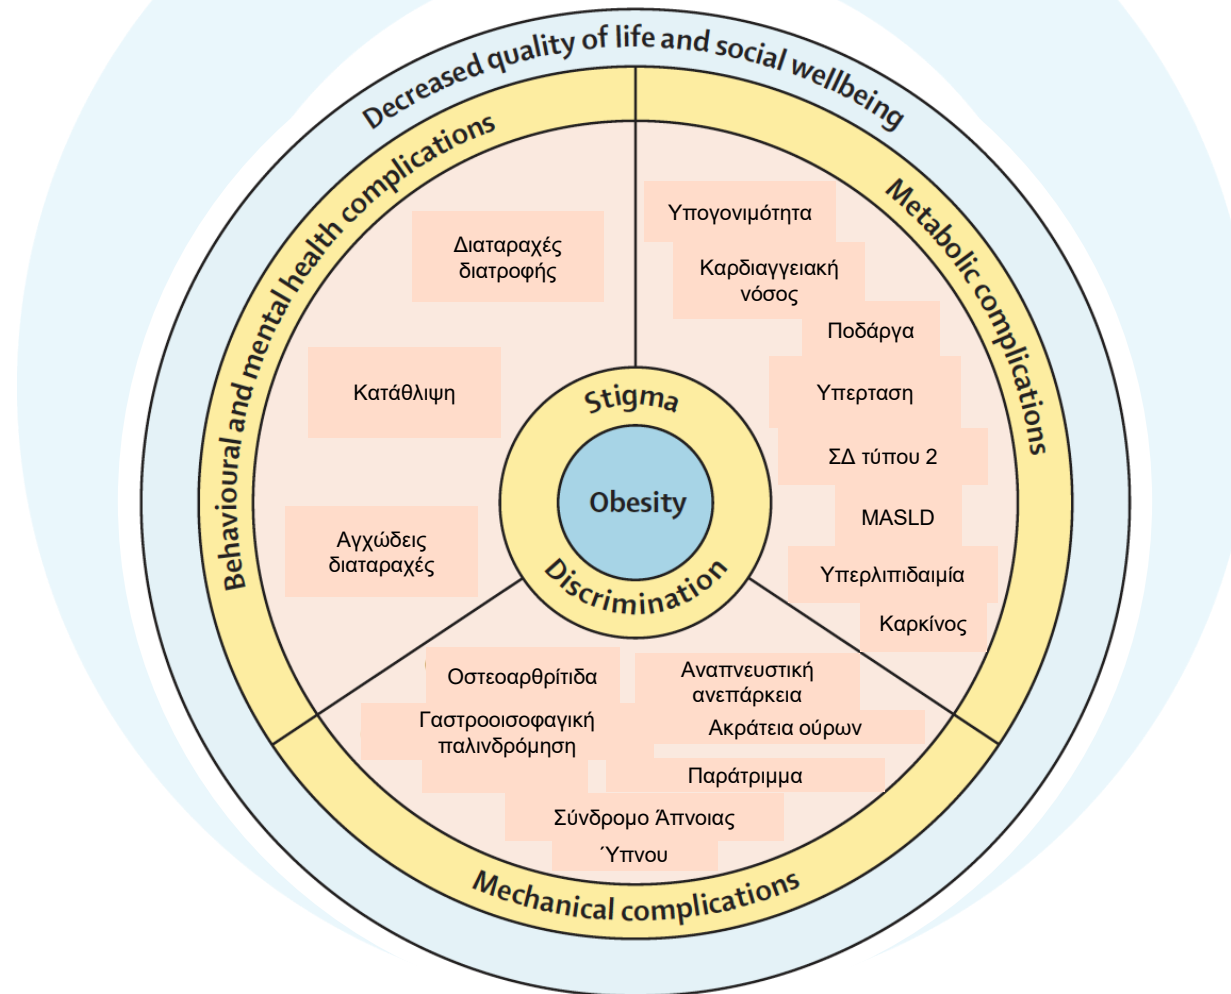 Decreased quality of life and social wellbeing
Behavioural and mental health complications
Metabolic complications
Διαταραχές
διατροφής
Κατάθλιψη
Αγχώδεις
διαταραχές
Υπογονιμότητα
Καρδιαγγειακή
νόσος
Ποδάργα
Υπερταση
ΣΔ τύπου 2
MASLD
Υπερλιπιδαιμία
Καρκίνος
Stigma
Obesity
Discrimination
Οστεοαρθρίτιδα
Αναπνευστική
ανεπάρκεια
Γαστροοισοφαγική
παλινδρόμηση
Ακράτεια ούρων
Παράτριμμα
Σύνδρομο Άπνοιας
Ύπνου
Mechanical complications